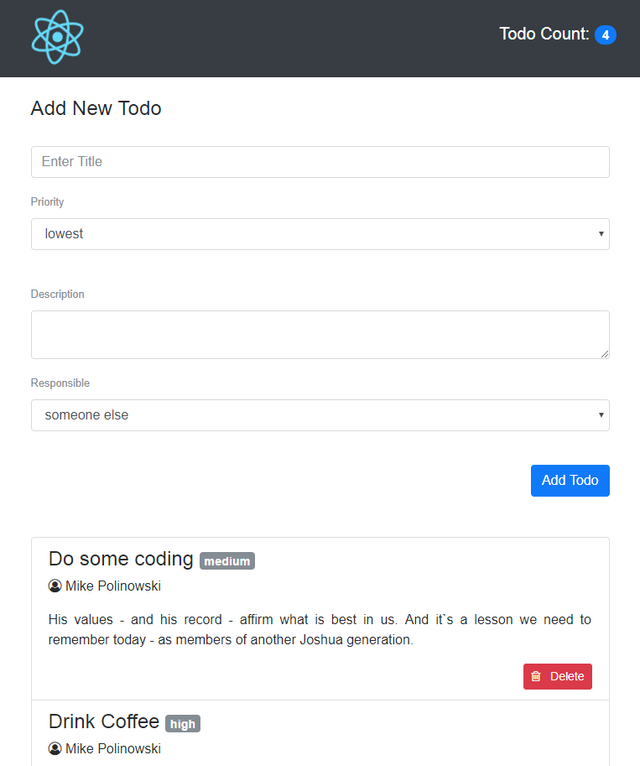 Todo Count: 4
Add New Todo
Enter Title
Priority
lowest
Description
Responsible
someone else
Add Todo
Do some coding medium
Mike Polinowski
His values - and his record - affirm what is best in us. And it`s a lesson we need to
remember today - as members of another Joshua generation.
Delete
Drink Coffee high
Mike Polinowski